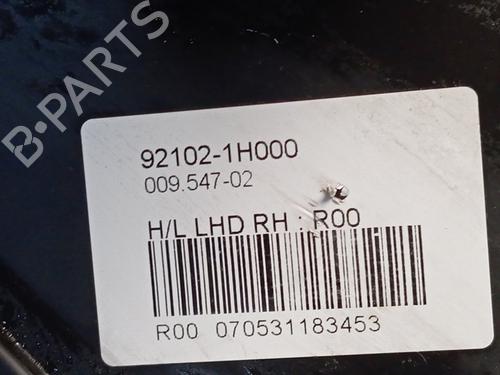 B-PARTS
92102-1H000
009.547-02
H/L LHD RH : R00
R00 070531183453